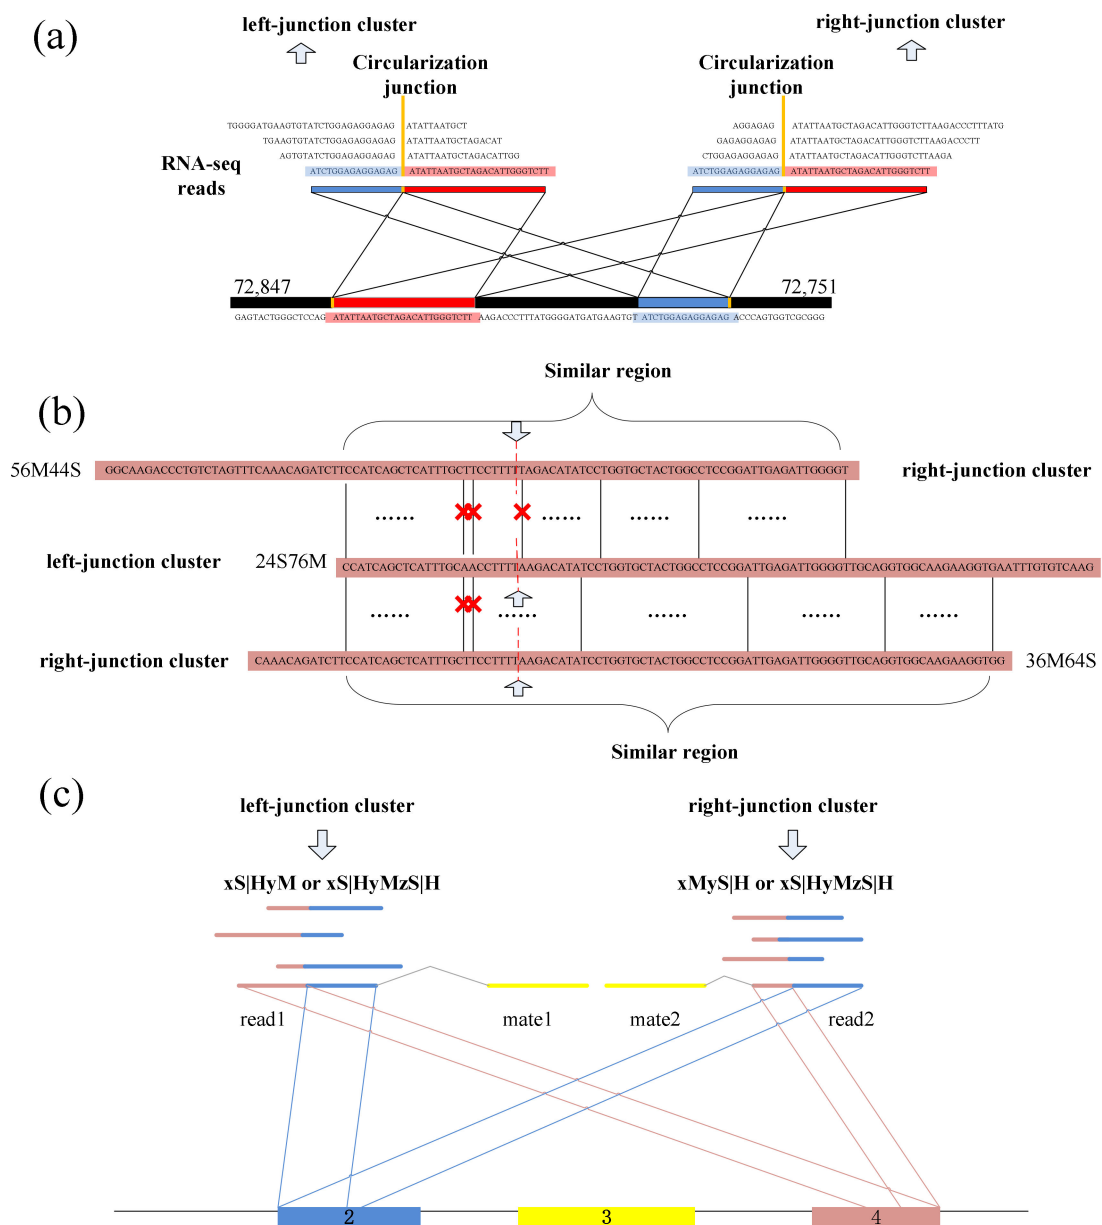 (a)
left-junction cluster
right-junction cluster
Circularization
junction
Circularization
junction
RNA-seq
reads
TGGGGATGAAGTGTATCTGGAGAGGAGAG ATATTAATGCT
TGAAGTGTATCTGGAGAGGAGAG ATATTAATGCTAGACAT
AGTGTATCTGGAGAGGAGAG ATATTAATGCTAGACATTGG
ATCTGGAGAGGAGAG ATATTAATGCTAGACATTGGGTCTT
AGGAGAG ATATTAATGCTAGACATTGGGTCTTAAGACCCTTTATG
GAGAGGAGAG ATATTAATGCTAGACATTGGGTCTTAAGACCCTT
CTGGAGAGGAGAG ATATTAATGCTAGACATTGGGTCTTAAGA
ATCTGGAGAGGAGAG ATATTAATGCTAGACATTGGGTCTT
72,847
72,751
GAGTACTGGGCTCCAG ATATTAATGCTAGACATTGGGTCTT AAGACCCTTTATGGGGATGATGAAGTGT ATCTGGAGAGGAGAG ACCCAGTGGTCGCGGG
(b)
Similar region
56M44S GGCAAGACCCTGTCTAGTTTCAAACAGATCTTCCATCAGCTCATTTGCTTCCTTTTTAGACATATCCTGGTGCTACTGGCCTCCGGATTGAGATTGGGGT right-junction cluster
...... ...... ...... ......
left-junction cluster 24S76M CCATCAGCTCATTTGCAACCTTTTAAGACATATCCTGGTGCTACTGGCCTCCGGATTGAGATTGGGGTTGCAGGTGGCAAGAAGGTGAATTTGTGTCAAG
...... ...... ...... ...... ......
right-junction cluster CAAACAGATCTTCCATCAGCTCATTTGCTTCCTTTTAAGACATATCCTGGTGCTACTGGCCTCCGGATTGAGATTGGGGTTGCAGGTGGCAAGAAGGTGG 36M64S
Similar region
(c)
left-junction cluster
right-junction cluster
xS|HyM or xS|HyMzS|H
xMyS|H or xS|HyMzS|H
read1
mate1
mate2
read2
2
3
4